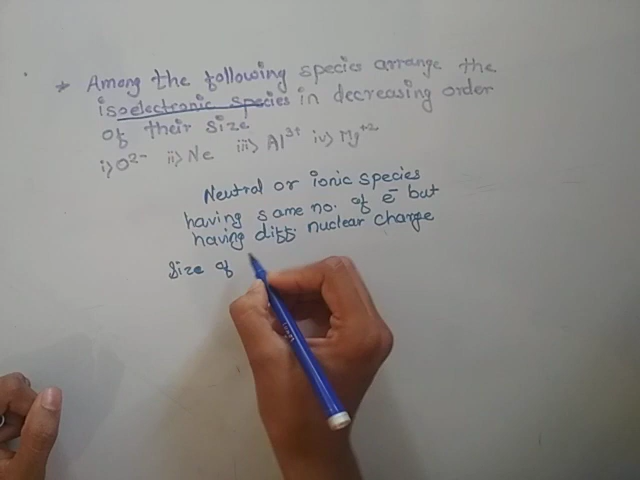 * Among the following species arrange the
isoelectronic species in decreasing order
of their size
i) O²⁻ ii) Ne iii) Al³⁺ iv) Mg⁺²
Neutral or ionic species
having same no. of e⁻ but
having diff. nuclear charge
Size of